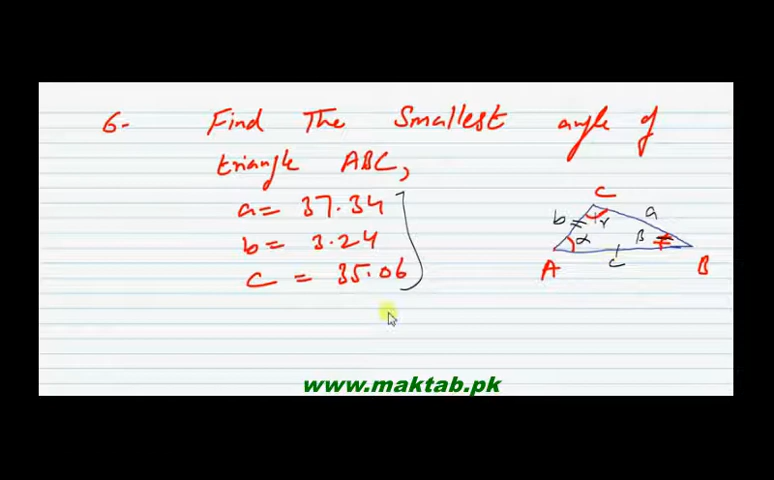 6- Find The Smallest angle of
triangle ABC,
a = 37.34
b = 3.24
c = 35.06
C
b
γ
a
α
β
A
c
B
www.maktab.pk